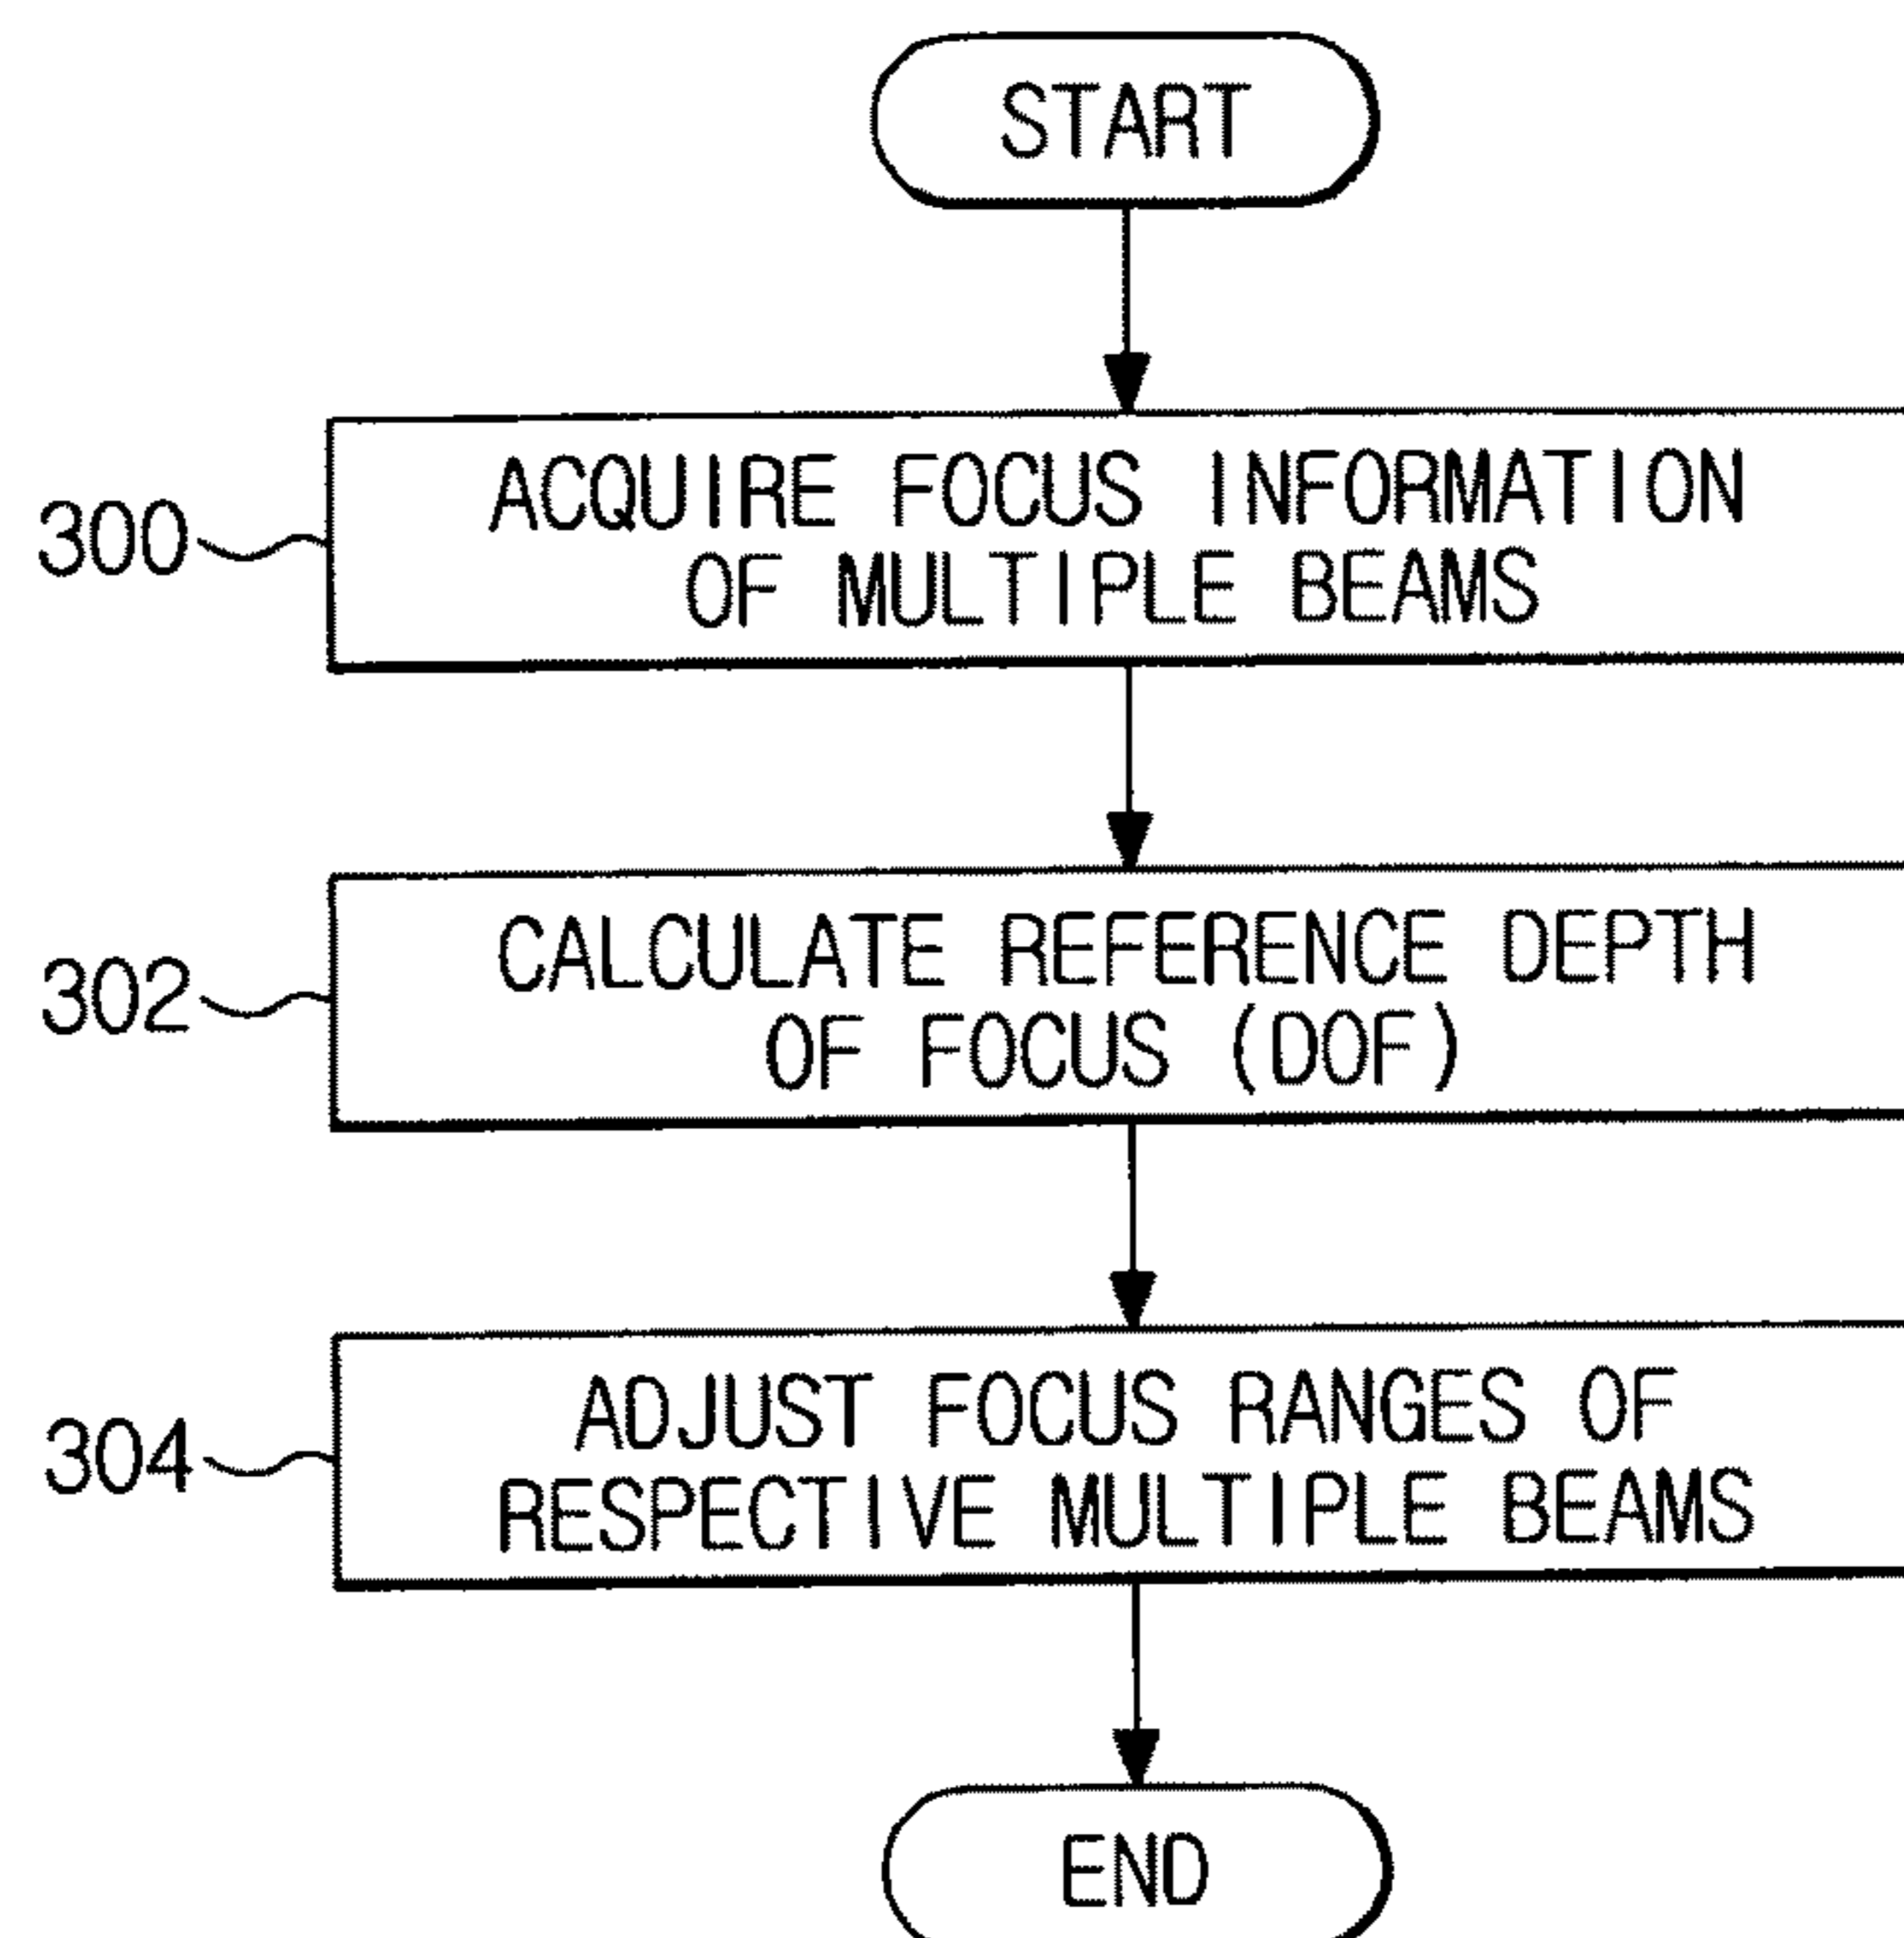 START
300
ACQUIRE FOCUS INFORMATION
OF MULTIPLE BEAMS
302
CALCULATE REFERENCE DEPTH
OF FOCUS (DOF)
304
ADJUST FOCUS RANGES OF
RESPECTIVE MULTIPLE BEAMS
END